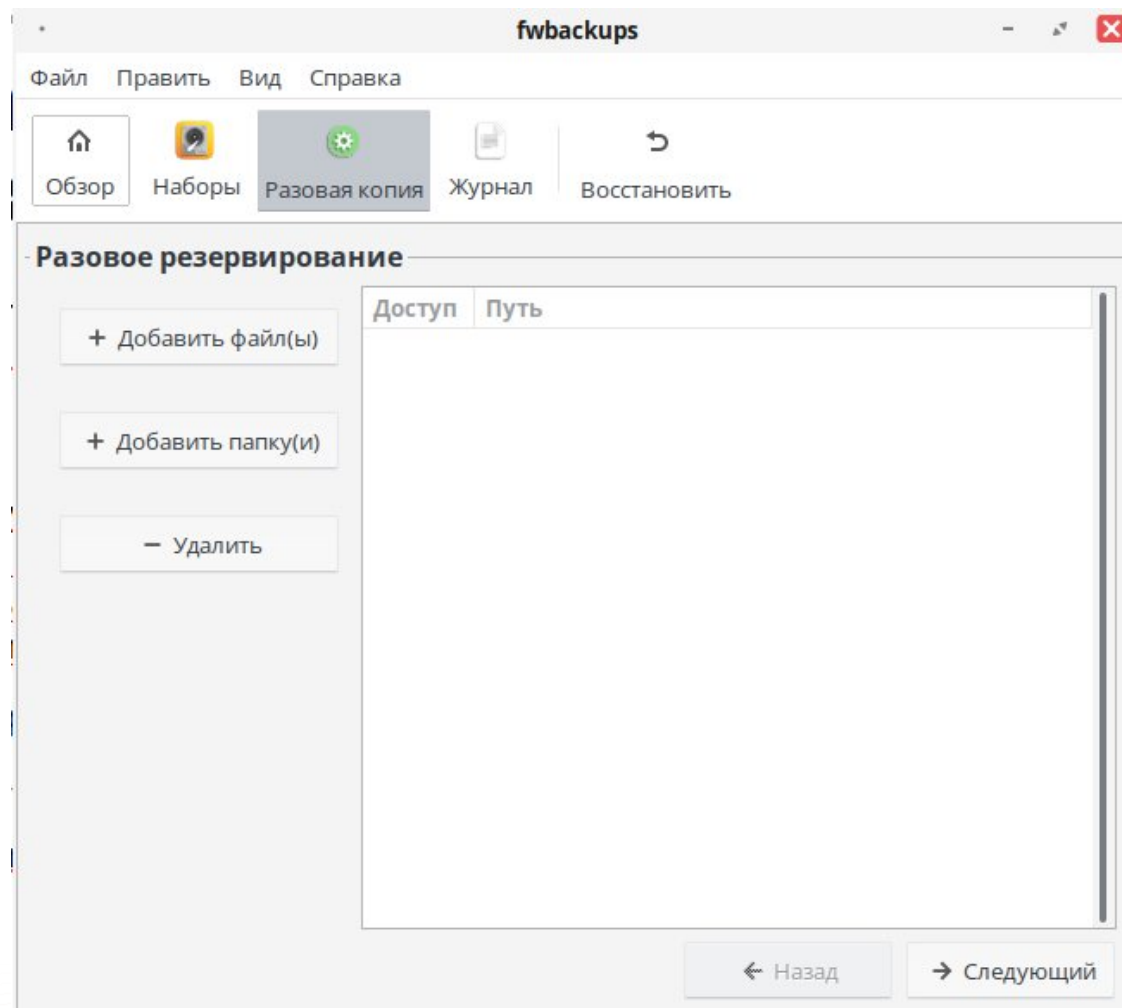 fwbackups
Файл Править Вид Справка
Обзор Наборы Разовая копия Журнал Восстановить
Разовое резервирование
Доступ Путь
+ Добавить файл(ы)
+ Добавить папку(и)
− Удалить
← Назад → Следующий